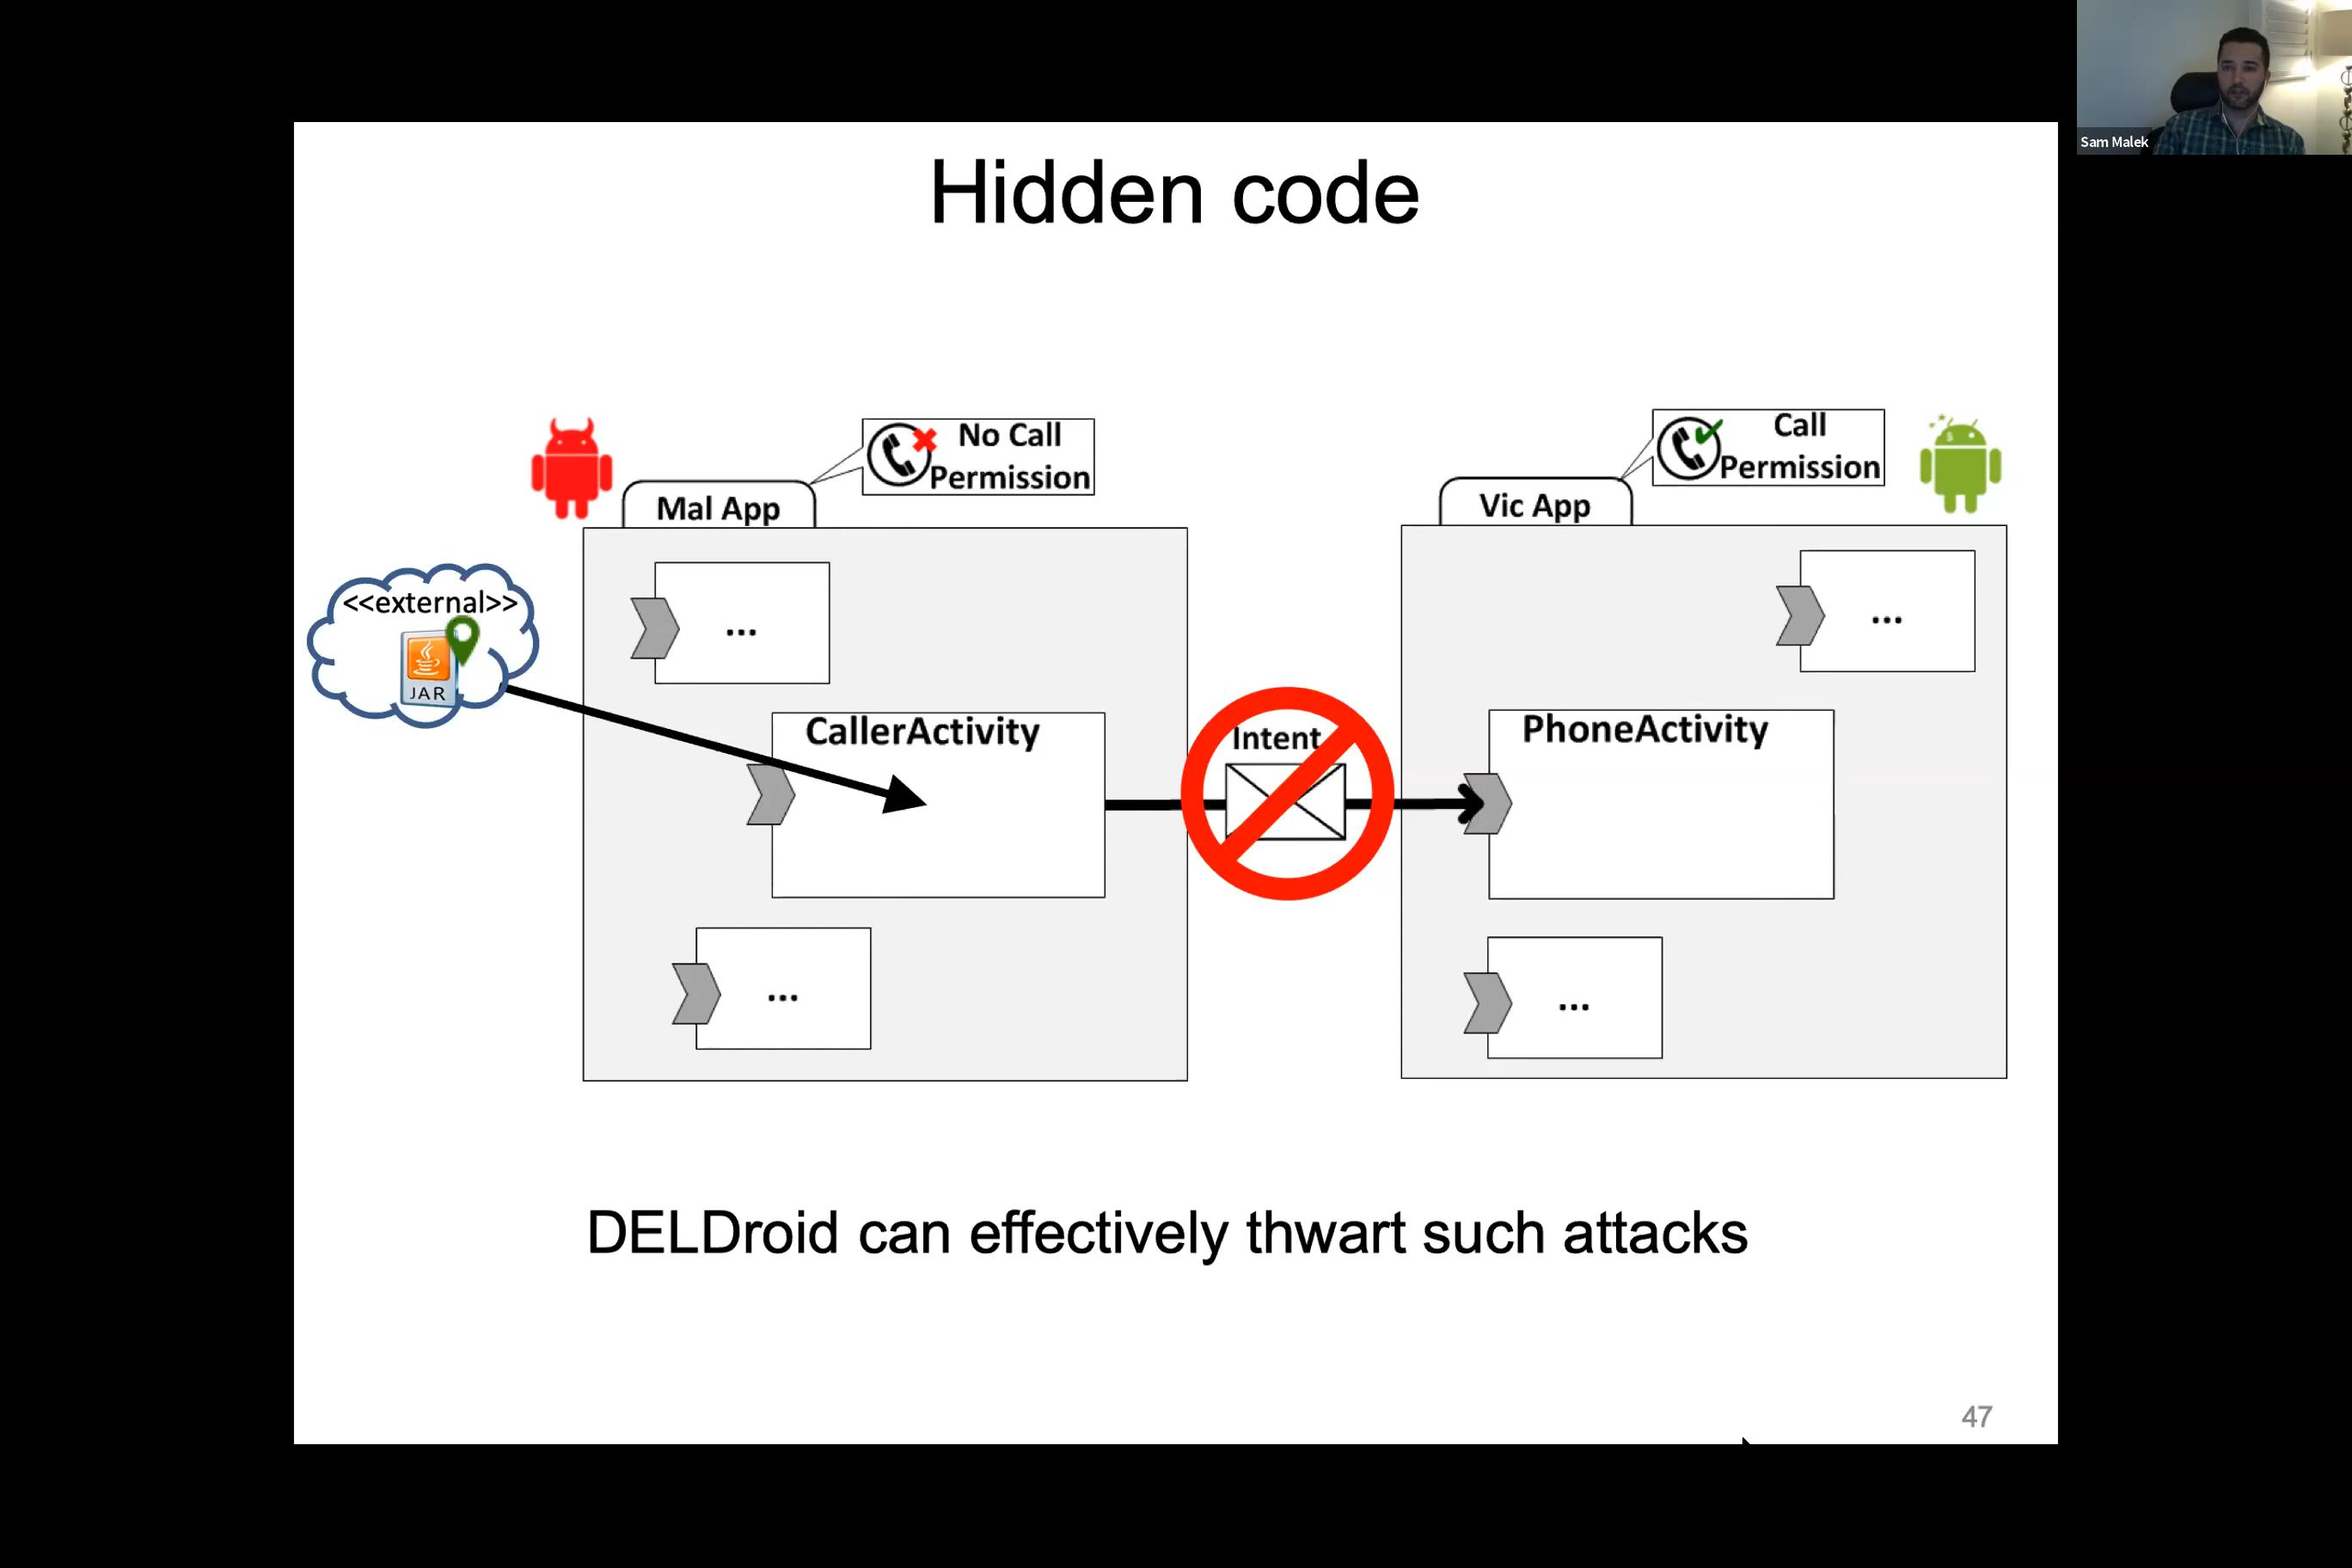 Sam Malek
Hidden code
No Call
Permission
Call
Permission
Mal App
Vic App
<<external>>
JAR
...
...
CallerActivity
Intent
PhoneActivity
...
...
DELDroid can effectively thwart such attacks
47